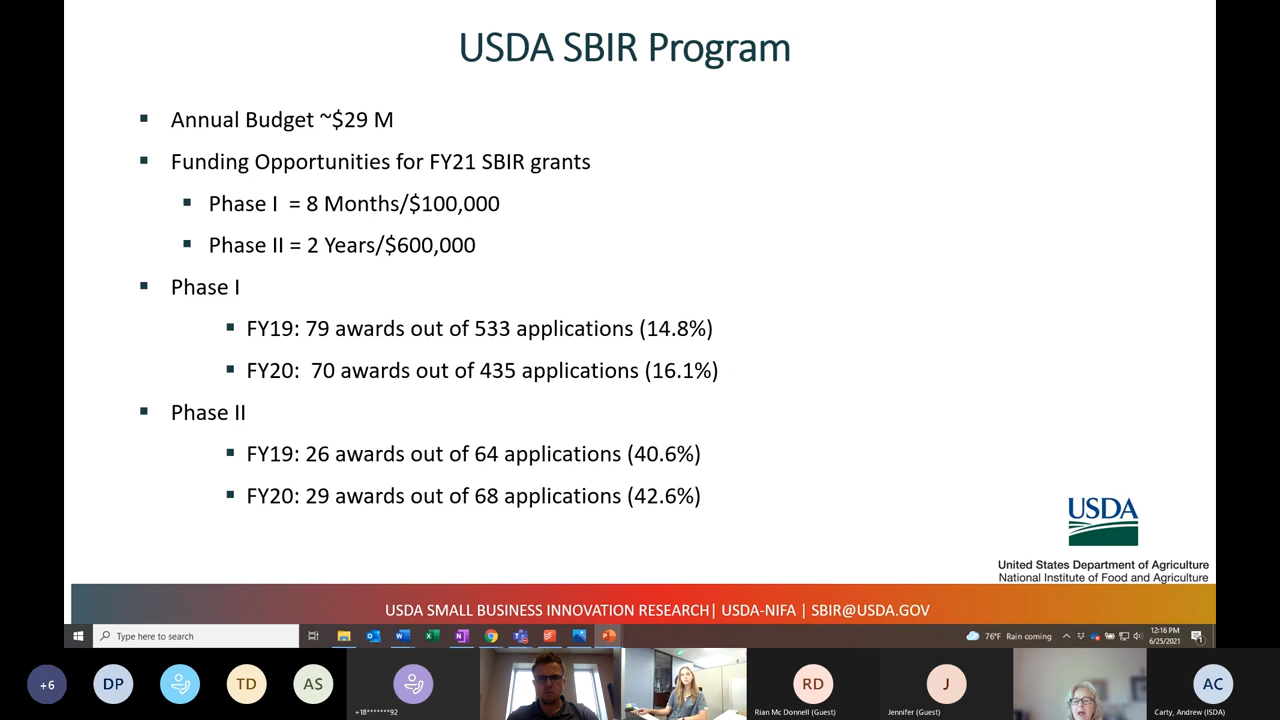 USDA SBIR Program
Annual Budget ~$29 M
Funding Opportunities for FY21 SBIR grants
Phase I = 8 Months/$100,000
Phase II = 2 Years/$600,000
Phase I
FY19: 79 awards out of 533 applications (14.8%)
FY20: 70 awards out of 435 applications (16.1%)
Phase II
FY19: 26 awards out of 64 applications (40.6%)
FY20: 29 awards out of 68 applications (42.6%)
USDA
United States Department of Agriculture
National Institute of Food and Agriculture
USDA SMALL BUSINESS INNOVATION RESEARCH| USDA-NIFA | SBIR@USDA.GOV
Type here to search
76°F Rain coming
12:16 PM
6/25/2021
+6
DP
TD
AS
+18*******92
RD
Rian Mc Donnell (Guest)
J
Jennifer (Guest)
AC
Carty, Andrew (ISDA)